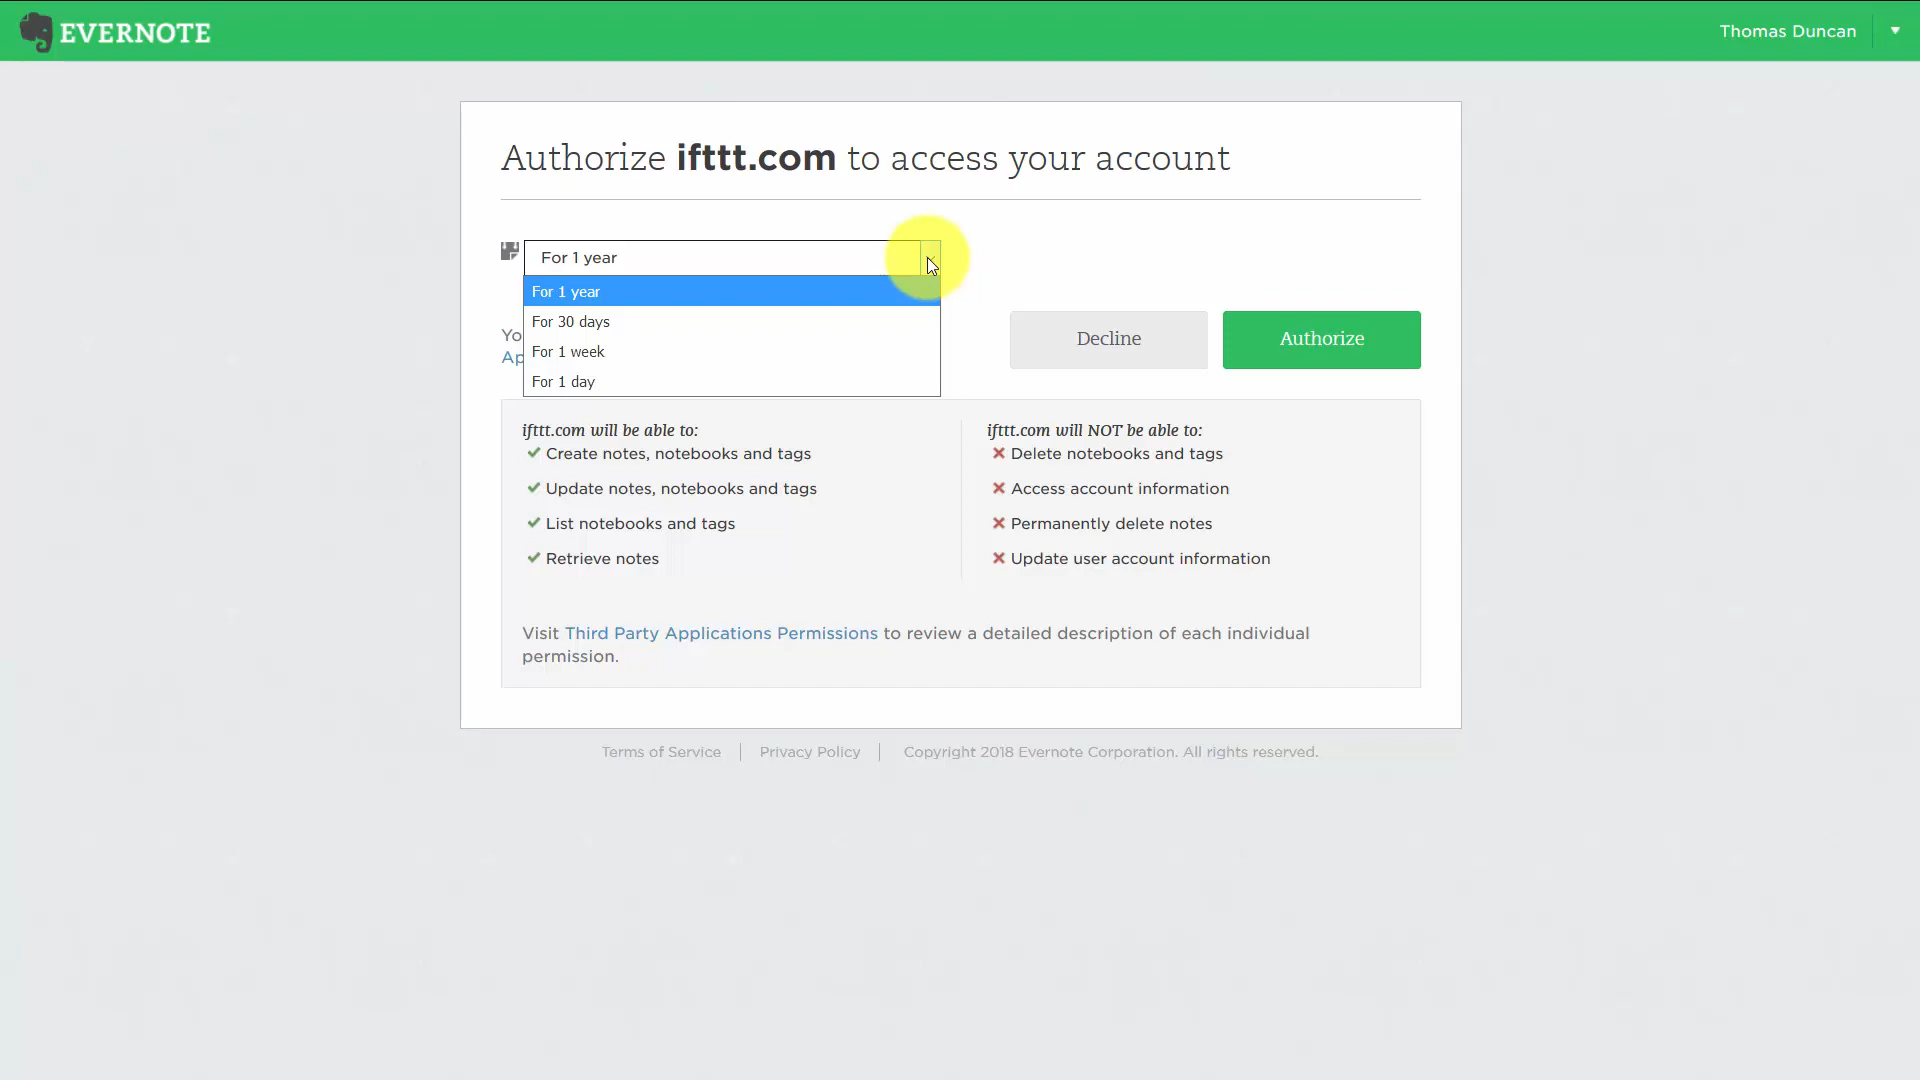 EVERNOTE
Thomas Duncan
Authorize ifttt.com to access your account
For 1 year
For 1 year
For 30 days
For 1 week
For 1 day
Yo
Ap
Decline
Authorize
ifttt.com will be able to:
Create notes, notebooks and tags
Update notes, notebooks and tags
List notebooks and tags
Retrieve notes
ifttt.com will NOT be able to:
Delete notebooks and tags
Access account information
Permanently delete notes
Update user account information
Visit Third Party Applications Permissions to review a detailed description of each individual
permission.
Terms of Service
Privacy Policy
Copyright 2018 Evernote Corporation. All rights reserved.